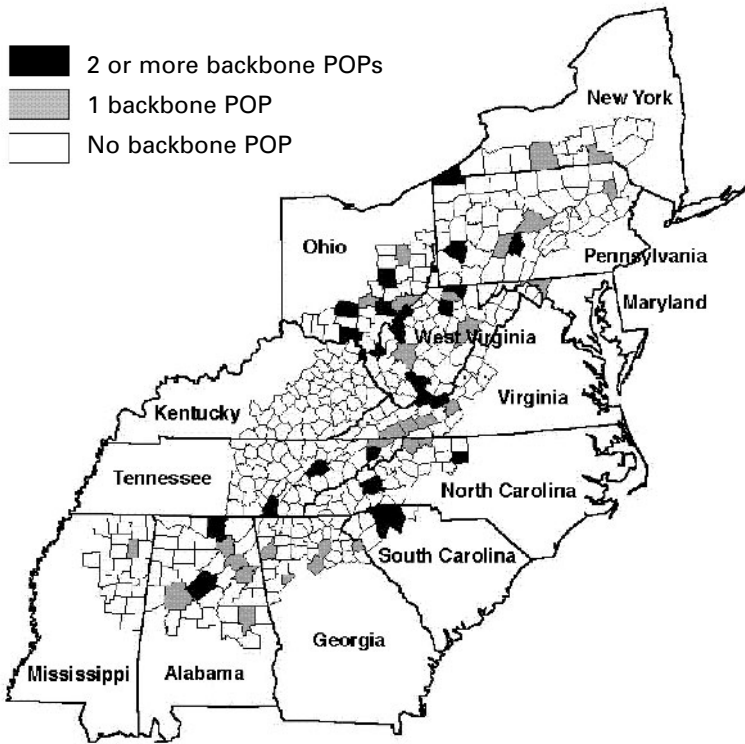 2 or more backbone POPs
1 backbone POP
No backbone POP
New York
Ohio
Pennsylvania
Maryland
West Virginia
Virginia
Kentucky
Tennessee
North Carolina
South Carolina
Georgia
Mississippi
Alabama